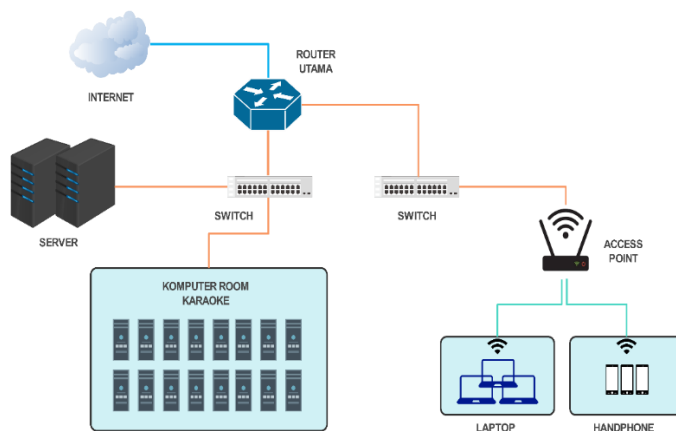 ROUTER
UTAMA
INTERNET
SWITCH
SWITCH
SERVER
ACCESS
POINT
KOMPUTER ROOM
KARAOKE
LAPTOP
HANDPHONE